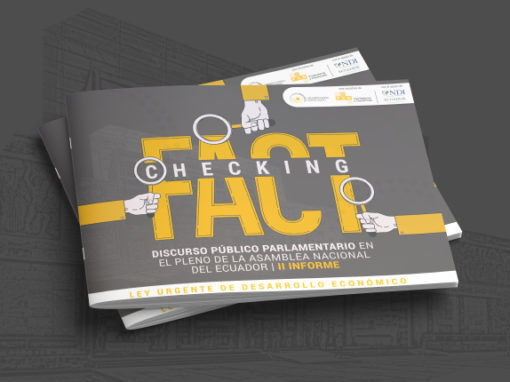 NDI
FACT
CHECKING
FACT
DISCURSO PÚBLICO PARLAMENTARIO EN
EL PLENO DE LA ASAMBLEA NACIONAL
DEL ECUADOR | II INFORME
LEY URGENTE DE DESARROLLO ECONÓMICO